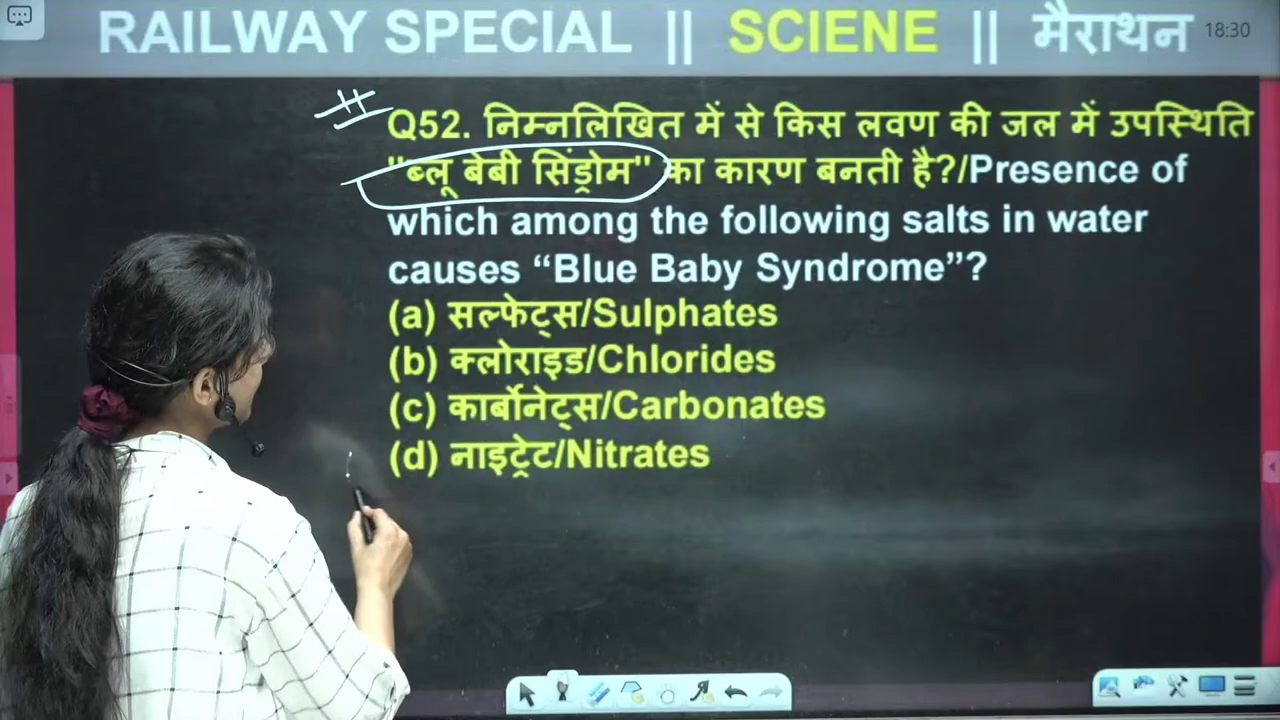 RAILWAY SPECIAL || SCIENE || मैराथन 18:30
Q52. निम्नलिखित में से किस लवण की जल में उपस्थिति
"ब्लू बेबी सिंड्रोम" का कारण बनती है?/Presence of
which among the following salts in water
causes “Blue Baby Syndrome”?
(a) सल्फेट्स/Sulphates
(b) क्लोराइड/Chlorides
(c) कार्बोनेट्स/Carbonates
(d) नाइट्रेट/Nitrates